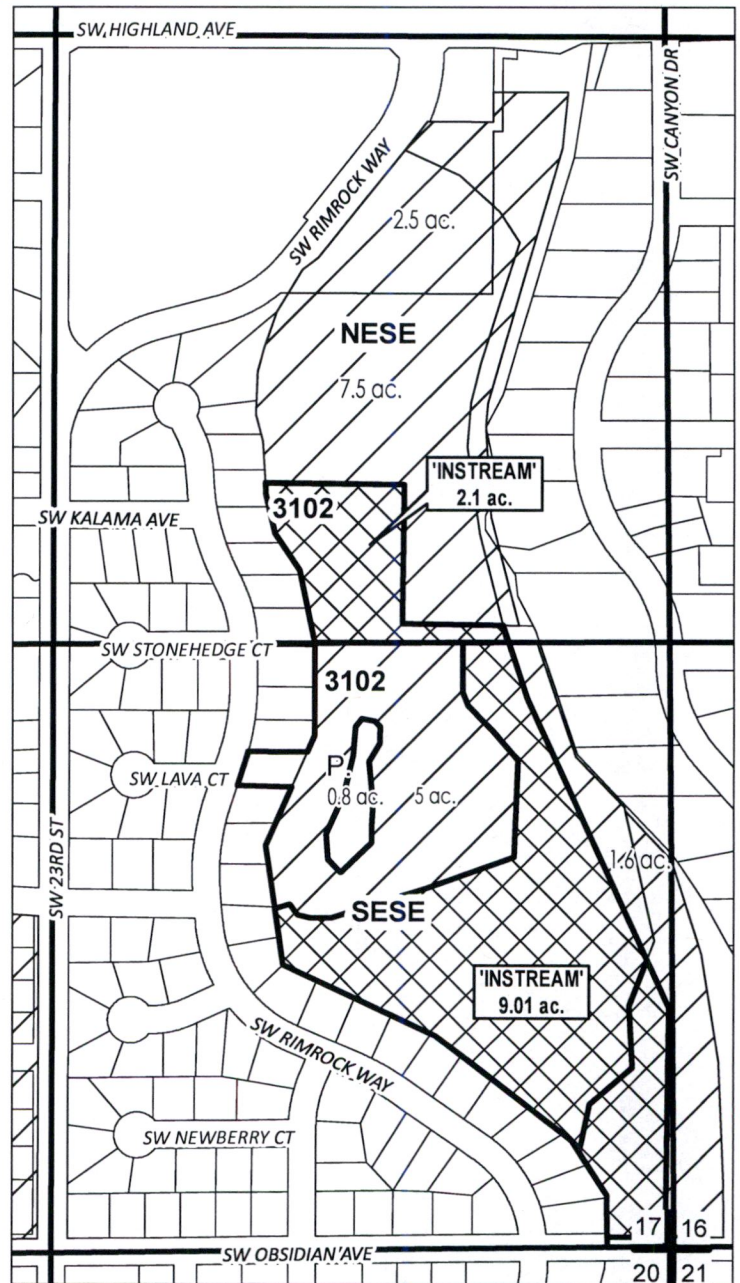 SW HIGHLAND AVE
SW CANYON DR
SW RIMROCK WAY
2.5 ac.
NESE
7.5 ac.
'INSTREAM'
2.1 ac.
3102
SW KALAMA AVE
SW STONEHEDGE CT
3102
P.
SW LAVA CT
0.8 ac.
5 ac.
SW 23RD ST
1.6 ac.
SESE
'INSTREAM'
9.01 ac.
SW RIMROCK WAY
SW NEWBERRY CT
17 16
SW OBSIDIAN AVE
20 21